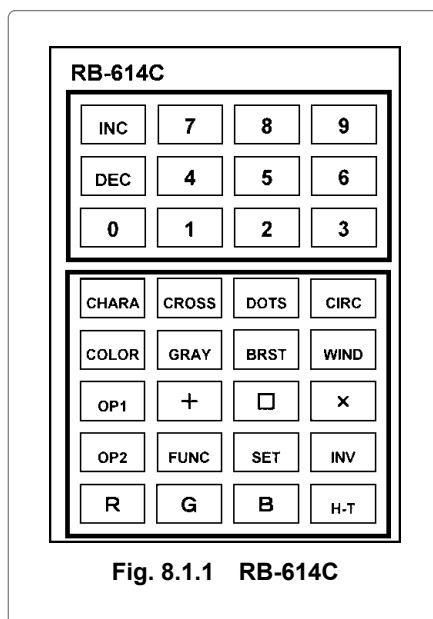 RB-614C
INC 7 8 9
DEC 4 5 6
0 1 2 3
CHARA CROSS DOTS CIRC
COLOR GRAY BRST WIND
OP1 + □ ×
OP2 FUNC SET INV
R G B H-T
Fig. 8.1.1 RB-614C